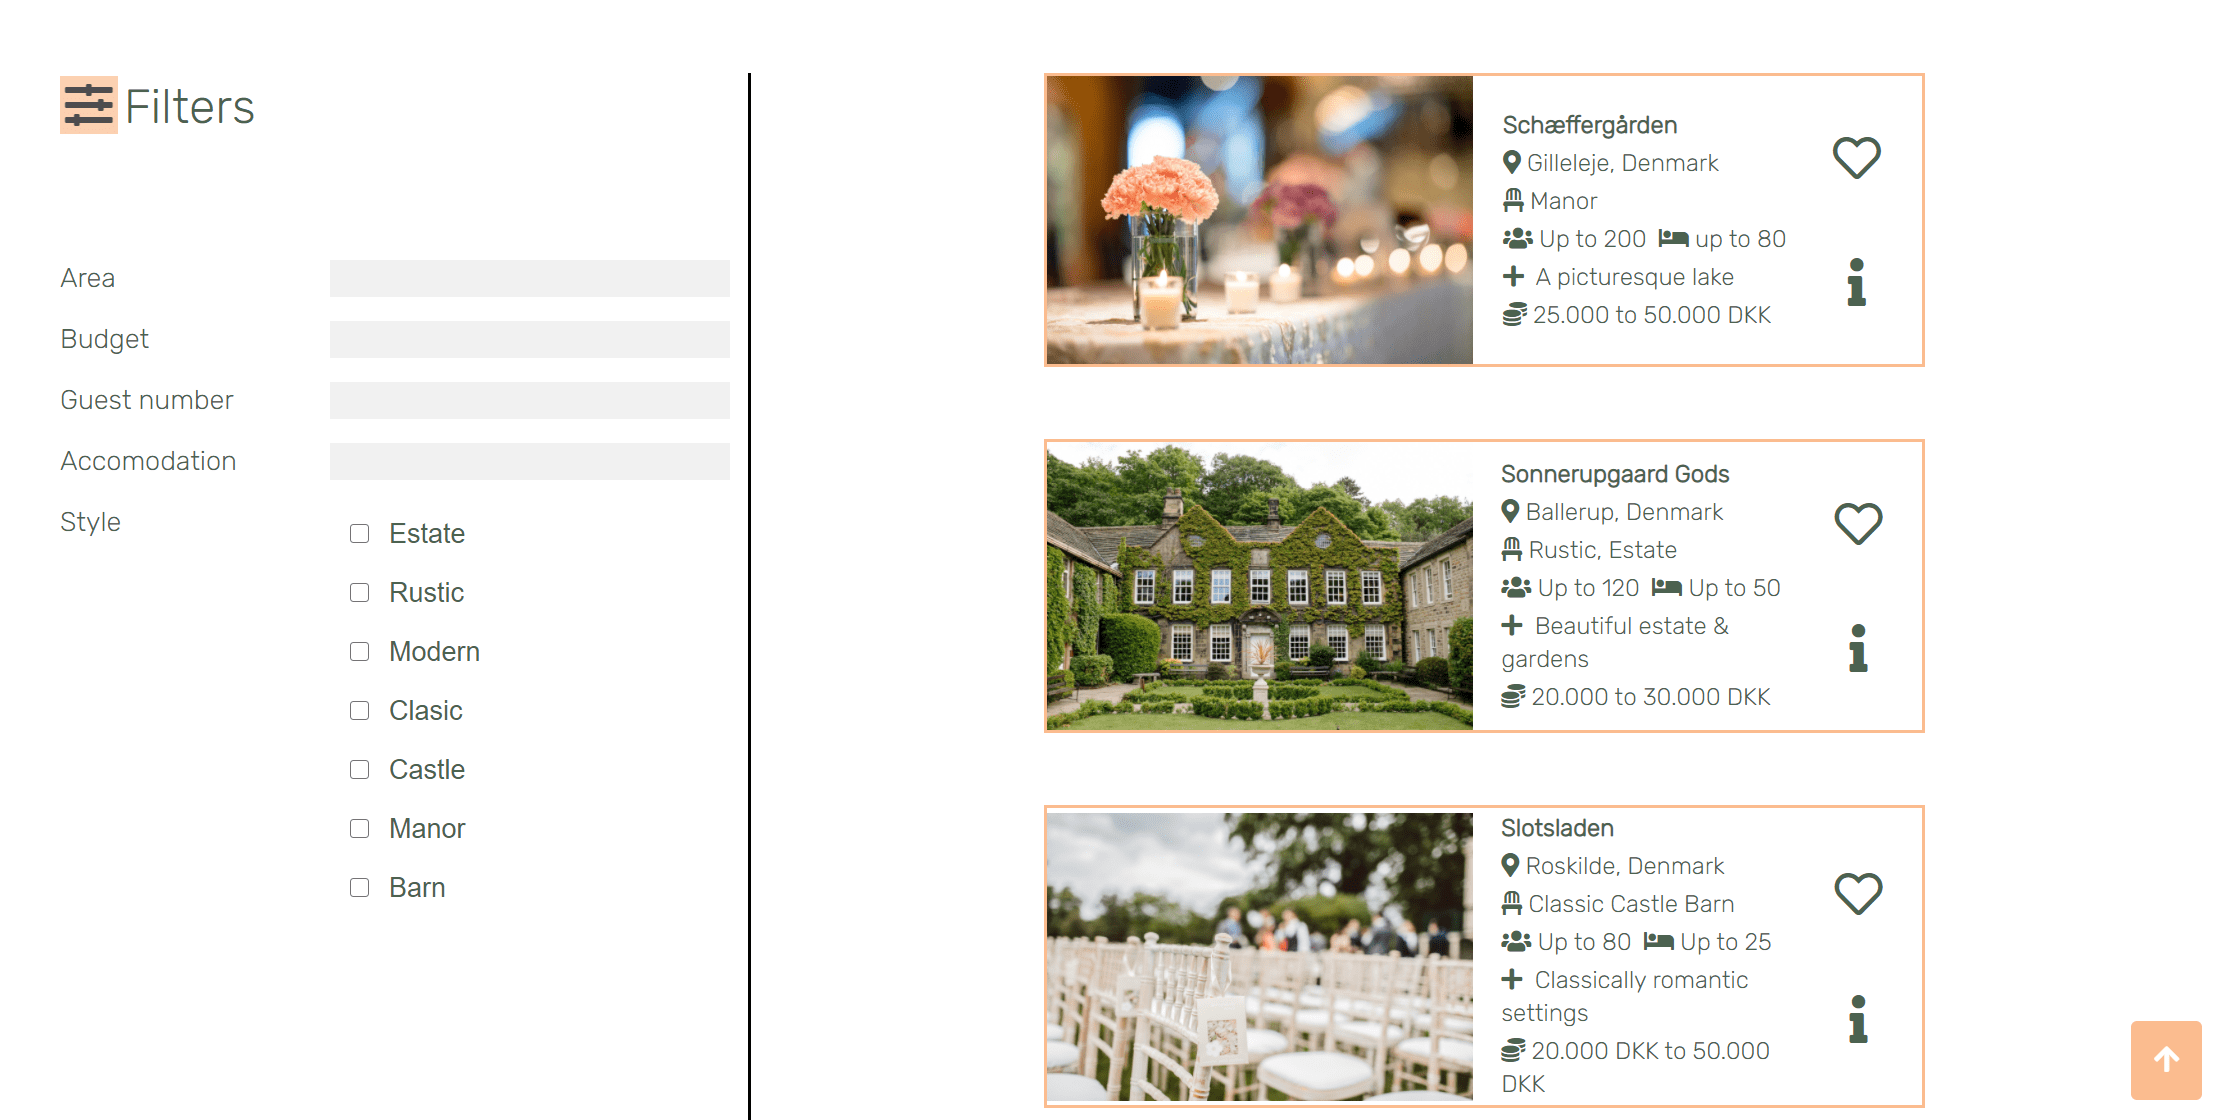 Filters
Area
Budget
Guest number
Accomodation
Style
Estate
Rustic
Modern
Clasic
Castle
Manor
Barn
Schæffergården
Gilleleje, Denmark
Manor
Up to 200 up to 80
A picturesque lake
25.000 to 50.000 DKK
Sonnerupgaard Gods
Ballerup, Denmark
Rustic, Estate
Up to 120 Up to 50
Beautiful estate &
gardens
20.000 to 30.000 DKK
Slotsladen
Roskilde, Denmark
Classic Castle Barn
Up to 80 Up to 25
Classically romantic
settings
20.000 DKK to 50.000
DKK